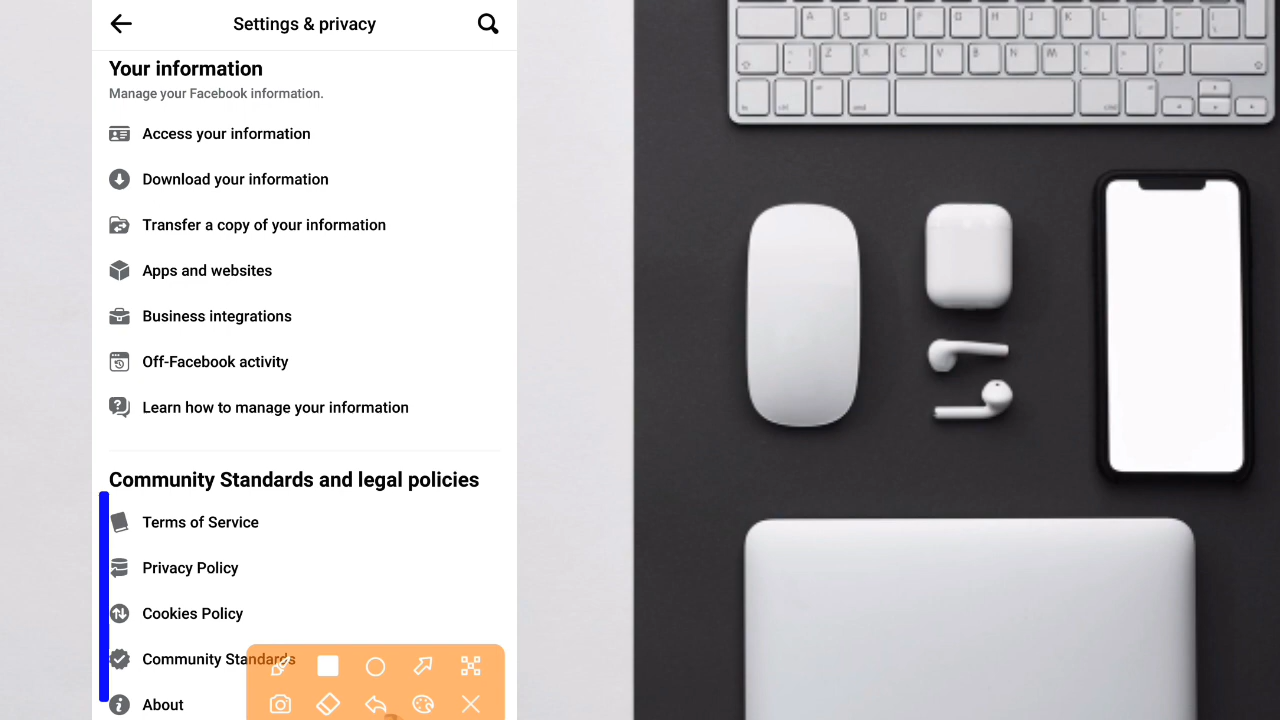 Settings & privacy
Your information
Manage your Facebook information.
Access your information
Download your information
Transfer a copy of your information
Apps and websites
Business integrations
Off-Facebook activity
Learn how to manage your information
Community Standards and legal policies
Terms of Service
Privacy Policy
Cookies Policy
Community Standards
About
A S D F G H J K L
Z X C V B N M